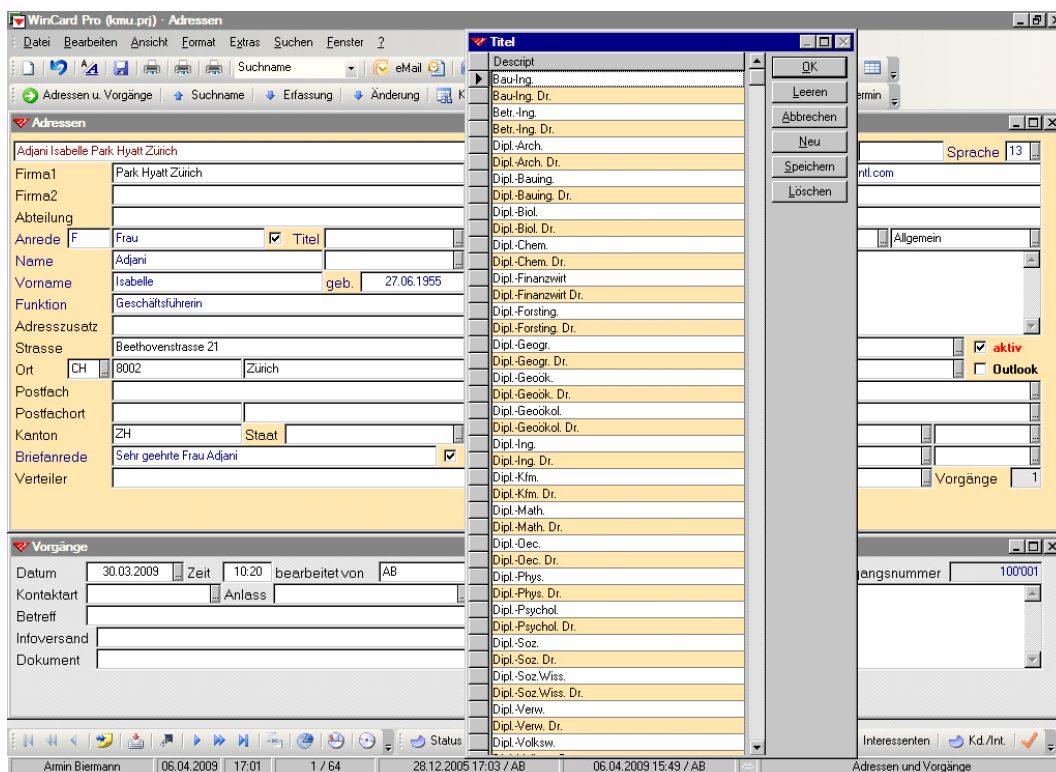 WinCard Pro (kmu.prj) - Adressen
Datei Bearbeiten Ansicht Format Extras Suchen Fenster ?
Suchname eMail
Adressen u. Vorgänge Suchname Erfassung Änderung K ermin
Adressen
Adjani Isabelle Park Hyatt Zürich Sprache 13
Firma1 Park Hyatt Zürich ntl.com
Firma2
Abteilung
Anrede F Frau Titel Allgemein
Name Adjani
Vorname Isabelle geb. 27.06.1955
Funktion Geschäftsführerin
Adresszusatz
Strasse Beethovenstrasse 21 aktiv
Ort CH 8002 Zürich Outlook
Postfach
Postfachort
Kanton ZH Staat
Briefanrede Sehr geehrte Frau Adjani
Verteiler Vorgänge 1
Vorgänge
Datum 30.03.2009 Zeit 10:20 bearbeitet von AB angsnummer 100'001
Kontaktart Anlass
Betreff
Infoversand
Dokument
Titel
Descript
Bau-Ing.
Bau-Ing. Dr.
Betr.-Ing.
Betr.-Ing. Dr.
Dipl.-Arch.
Dipl.-Arch. Dr.
Dipl.-Bauing.
Dipl.-Bauing. Dr.
Dipl.-Biol.
Dipl.-Biol. Dr.
Dipl.-Chem.
Dipl.-Chem. Dr.
Dipl.-Finanzwirt
Dipl.-Finanzwirt Dr.
Dipl.-Forsting.
Dipl.-Forsting. Dr.
Dipl.-Geogr.
Dipl.-Geogr. Dr.
Dipl.-Geoök.
Dipl.-Geoök. Dr.
Dipl.-Geoökol.
Dipl.-Geoökol. Dr.
Dipl.-Ing.
Dipl.-Ing. Dr.
Dipl.-Kfm.
Dipl.-Kfm. Dr.
Dipl.-Math.
Dipl.-Math. Dr.
Dipl.-Oec.
Dipl.-Oec. Dr.
Dipl.-Phys.
Dipl.-Phys. Dr.
Dipl.-Psychol.
Dipl.-Psychol. Dr.
Dipl.-Soz.
Dipl.-Soz. Dr.
Dipl.-Soz.Wiss.
Dipl.-Soz.Wiss. Dr.
Dipl.-Verw.
Dipl.-Verw. Dr.
Dipl.-Volksw.
OK
Leeren
Abbrechen
Neu
Speichern
Löschen
Status Interessenten Kd./Int.
Armin Biermann 06.04.2009 17:01 1 / 64 28.12.2005 17:03 / AB 06.04.2009 15:49 / AB Adressen und Vorgänge